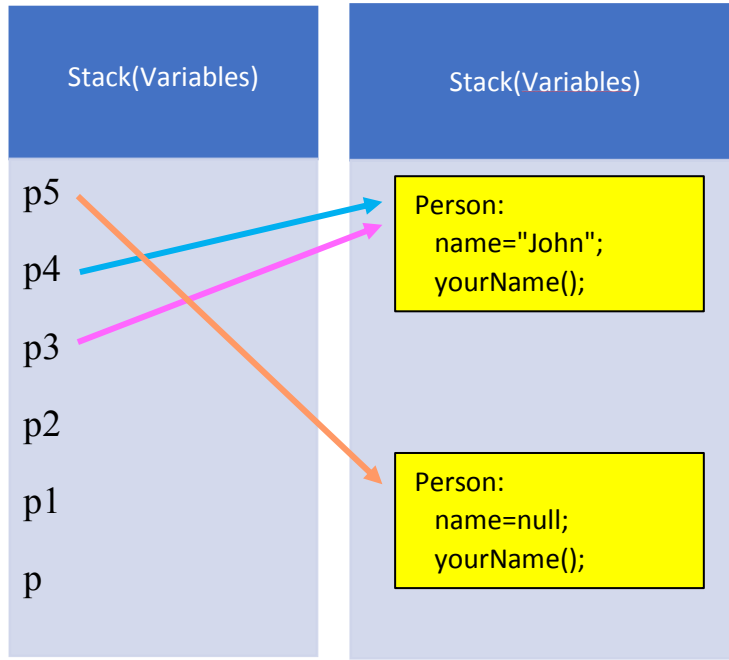 Stack(Variables)
Stack(Variables)
p5
p4
p3
p2
p1
p
Person:
name="John";
yourName();
Person:
name=null;
yourName();